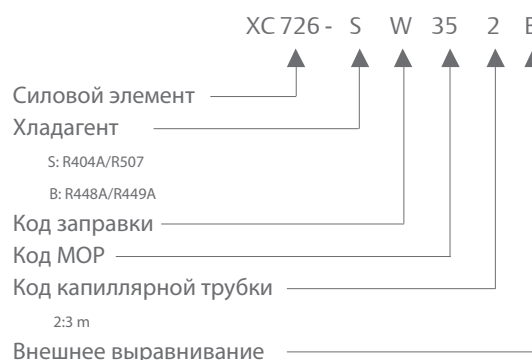 XC 726 - S W 35 2
Силовой элемент
Хладагент
S: R404A/R507
B: R448A/R449A
Код заправки
Код МОР
Код капиллярной трубки
2:3 m
Внешнее выравнивание